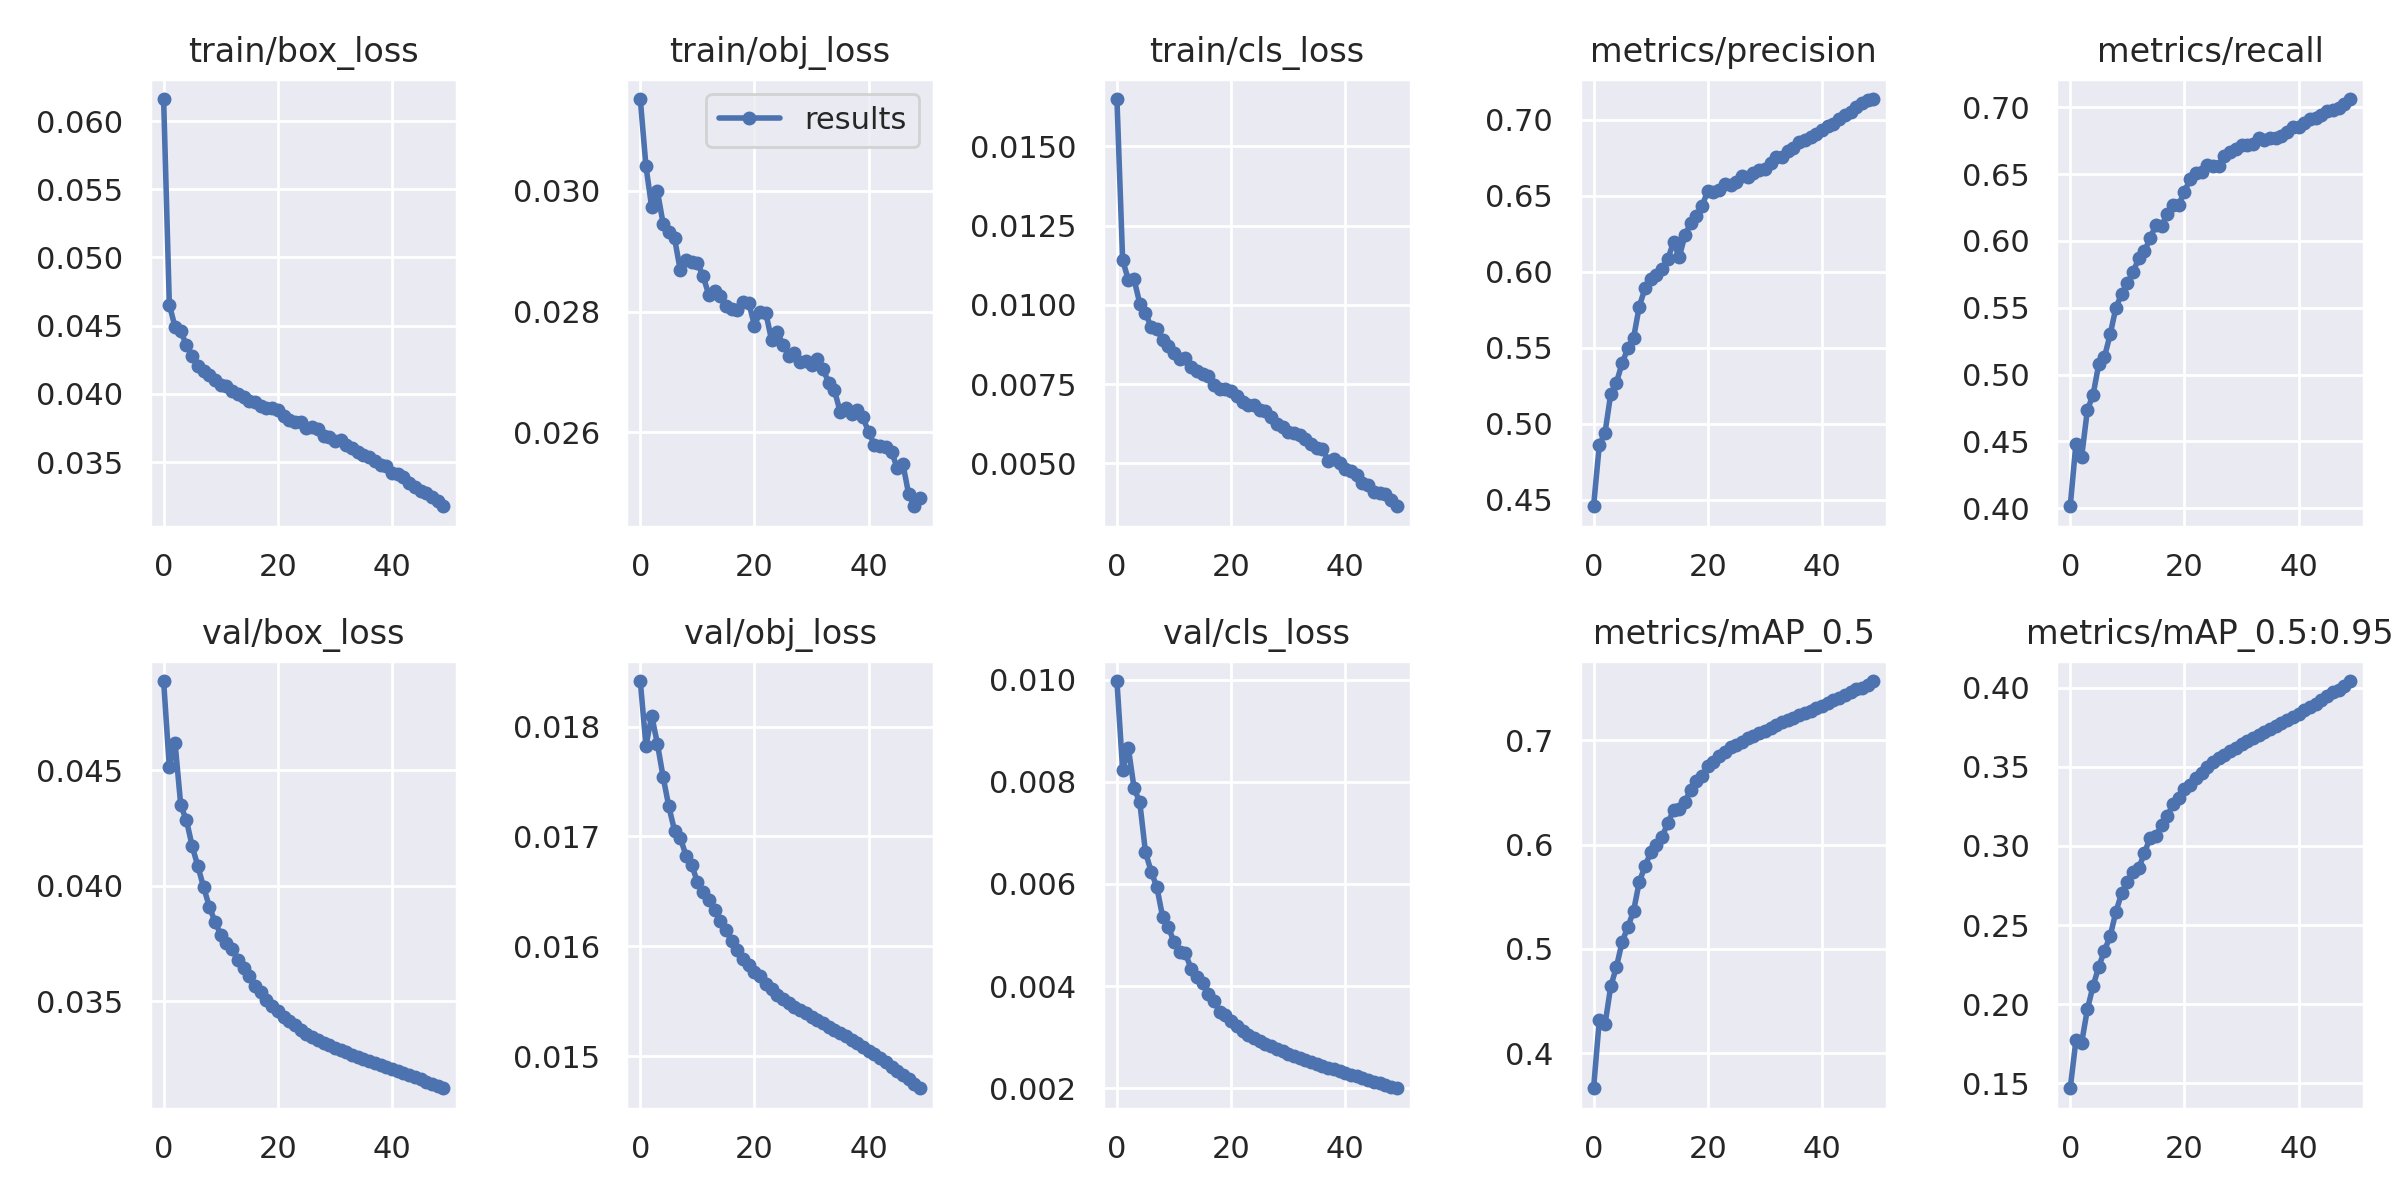 train/box_loss
0.060
0.055
0.050
0.045
0.040
0.035
0 20 40
train/obj_loss
results
0.030
0.028
0.026
0 20 40
train/cls_loss
0.0150
0.0125
0.0100
0.0075
0.0050
0 20 40
metrics/precision
0.70
0.65
0.60
0.55
0.50
0.45
0 20 40
metrics/recall
0.70
0.65
0.60
0.55
0.50
0.45
0.40
0 20 40
val/box_loss
0.045
0.040
0.035
0 20 40
val/obj_loss
0.018
0.017
0.016
0.015
0 20 40
val/cls_loss
0.010
0.008
0.006
0.004
0.002
0 20 40
metrics/mAP_0.5
0.7
0.6
0.5
0.4
0 20 40
metrics/mAP_0.5:0.95
0.40
0.35
0.30
0.25
0.20
0.15
0 20 40